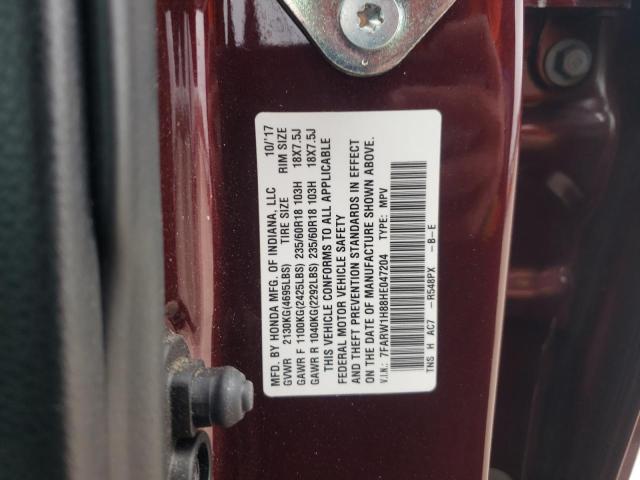 MFD. BY HONDA MFG. OF INDIANA, LLC 10/'17
GVWR 2130KG(4695LBS) TIRE SIZE RIM SIZE
GAWR F 1100KG(2425LBS) 235/60R18 103H 18X7.5J
GAWR R 1040KG(2292LBS) 235/60R18 103H 18X7.5J
THIS VEHICLE CONFORMS TO ALL APPLICABLE
FEDERAL MOTOR VEHICLE SAFETY
AND THEFT PREVENTION STANDARDS IN EFFECT
ON THE DATE OF MANUFACTURE SHOWN ABOVE.
V.I.N: 7FARW1H88HE047204 TYPE: MPV
TNS H AC7 -R548PX -B-E